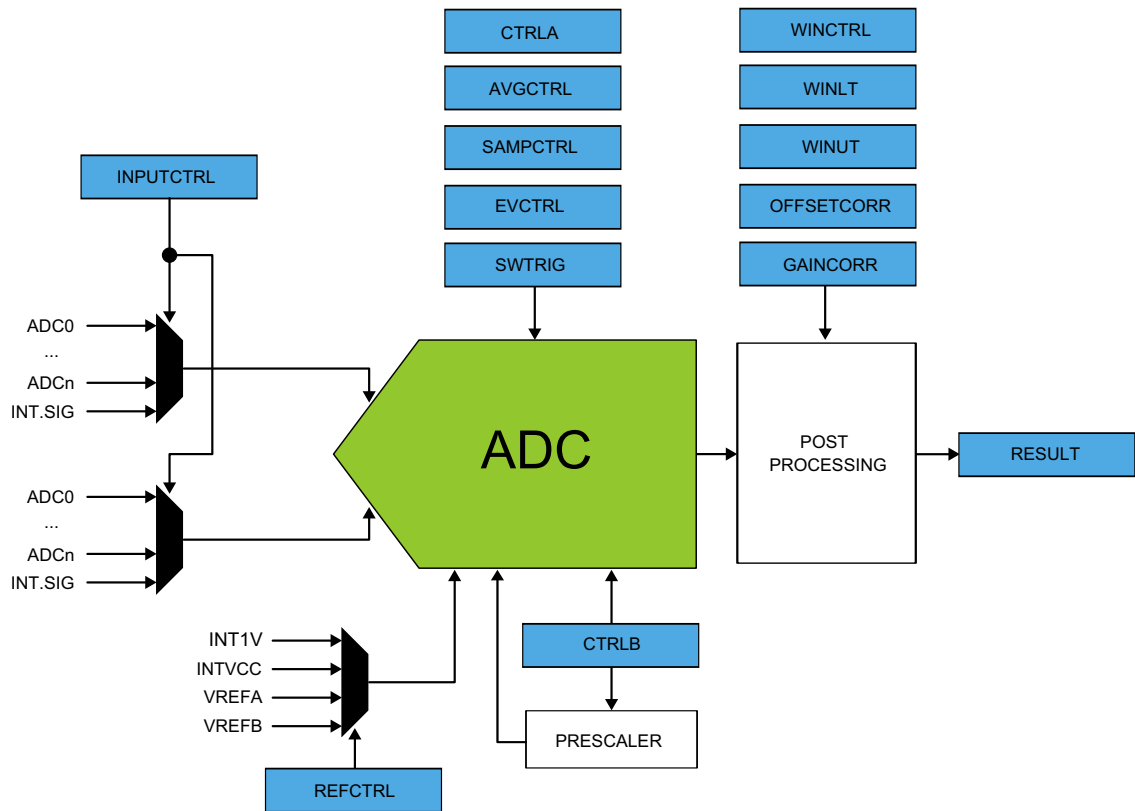 CTRLA
WINCTRL
AVGCTRL
WINLT
SAMPCTRL
WINUT
INPUTCTRL
EVCTRL
OFFSETCORR
SWTRIG
GAINCORR
ADC0
...
ADCn
INT.SIG
ADC
POST
PROCESSING
RESULT
ADC0
...
ADCn
INT.SIG
INT1V
INTVCC
VREFA
VREFB
CTRLB
PRESCALER
REFCTRL